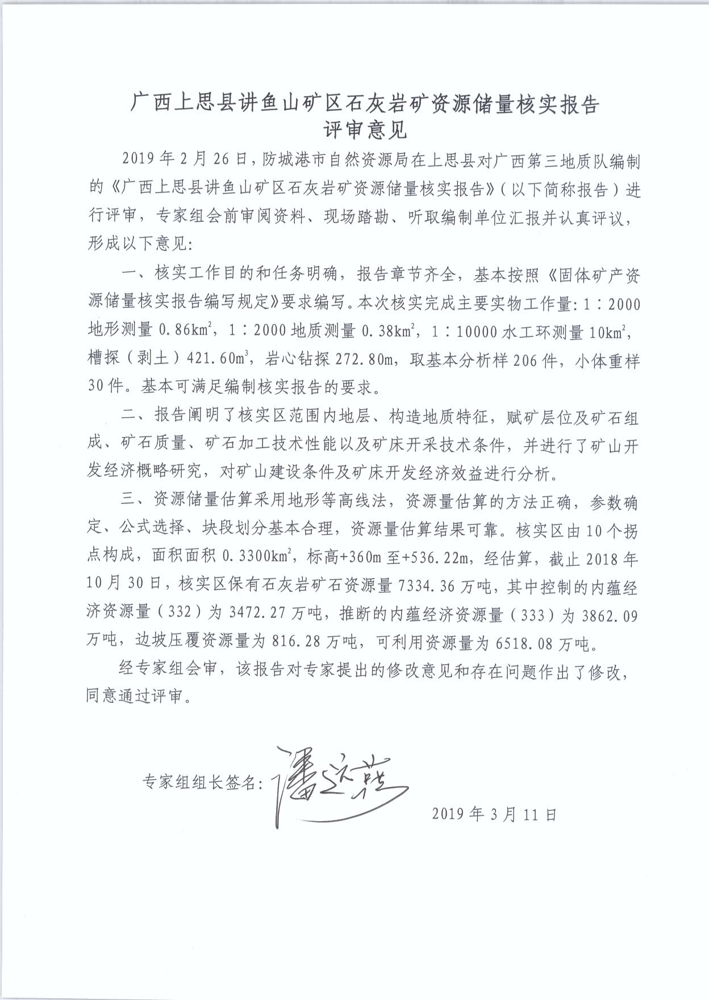 广西上思县讲鱼山矿区石灰岩矿资源储量核实报告
评审意见
2019年2月26日,防城港市自然资源局在上思县对广西第三地质队编制
的《广西上思县讲鱼山矿区石灰岩矿资源储量核实报告》(以下简称报告)进
行评审，专家组会前审阅资料、现场踏勘、听取编制单位汇报并认真评议，
形成以下意见:
一、核实工作目的和任务明确，报告章节齐全，基本按照《固体矿产资
源储量核实报告编写规定》要求编写。本次核实完成主要实物工作量:1∶2000
地形测量0.86km²，1∶2000地质测量0.38km²，1∶10000水工环测量10km²，
槽探（剥土）421.60m³，岩心钻探272.80m，取基本分析样206件，小体重样
30件。基本可满足编制核实报告的要求。
二、报告阐明了核实区范围内地层、构造地质特征，赋矿层位及矿石组
成、矿石质量、矿石加工技术性能以及矿床开采技术条件，并进行了矿山开
发经济概略研究，对矿山建设条件及矿床开发经济效益进行分析。
三、资源储量估算采用地形等高线法，资源量估算的方法正确，参数确
定、公式选择、块段划分基本合理，资源量估算结果可靠。核实区由10个拐
点构成，面积面积0.3300km²，标高+360m至+536.22m，经估算，截止2018年
10月30日，核实区保有石灰岩矿石资源量7334.36万吨，其中控制的内蕴经
济资源量（332）为3472.27万吨，推断的内蕴经济资源量（333）为3862.09
万吨，边坡压覆资源量为816.28万吨，可利用资源量为6518.08万吨。
经专家组会审，该报告对专家提出的修改意见和存在问题作出了修改，
同意通过评审。
专家组组长签名:潘远燕
2019年3月11日